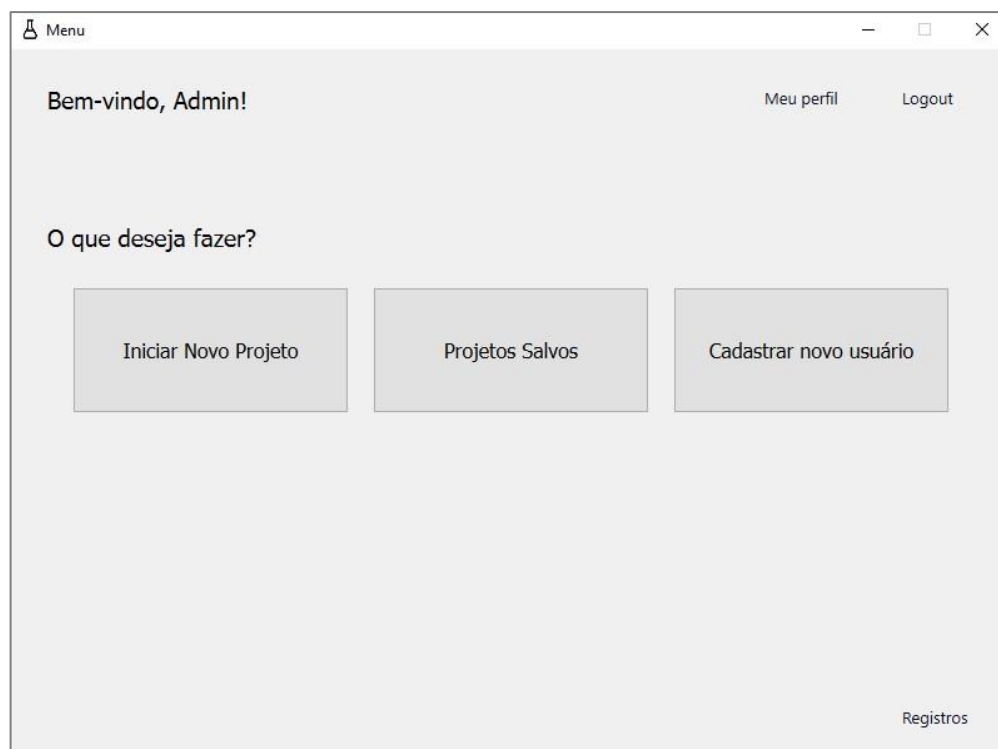 Menu
Bem-vindo, Admin!
Meu perfil
Logout
O que deseja fazer?
Iniciar Novo Projeto
Projetos Salvos
Cadastrar novo usuário
Registros